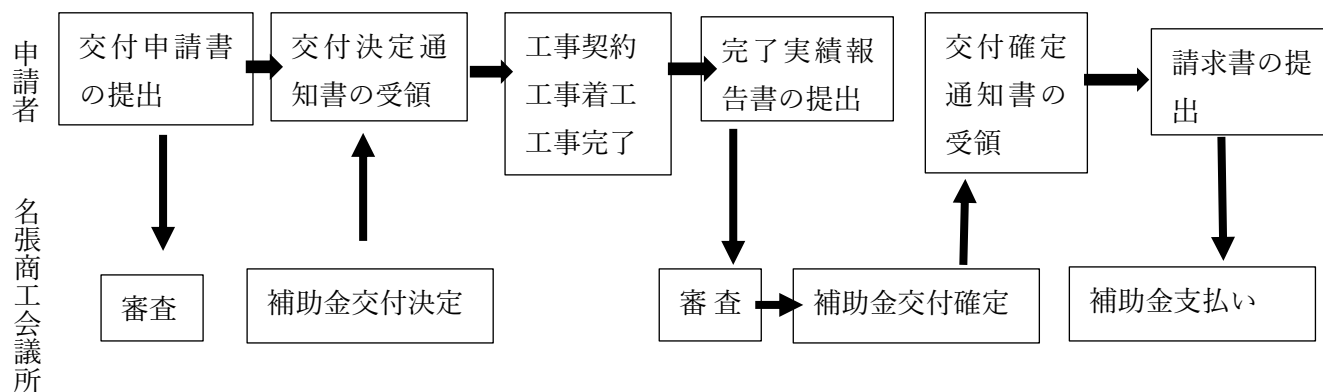 申請者
交付申請書
の提出
交付決定通
知書の受領
工事契約
工事着工
工事完了
完了実績報
告書の提出
交付確定
通知書の
受領
請求書の提
出
名張商工会議所
審査
補助金交付決定
審査
補助金交付確定
補助金支払い